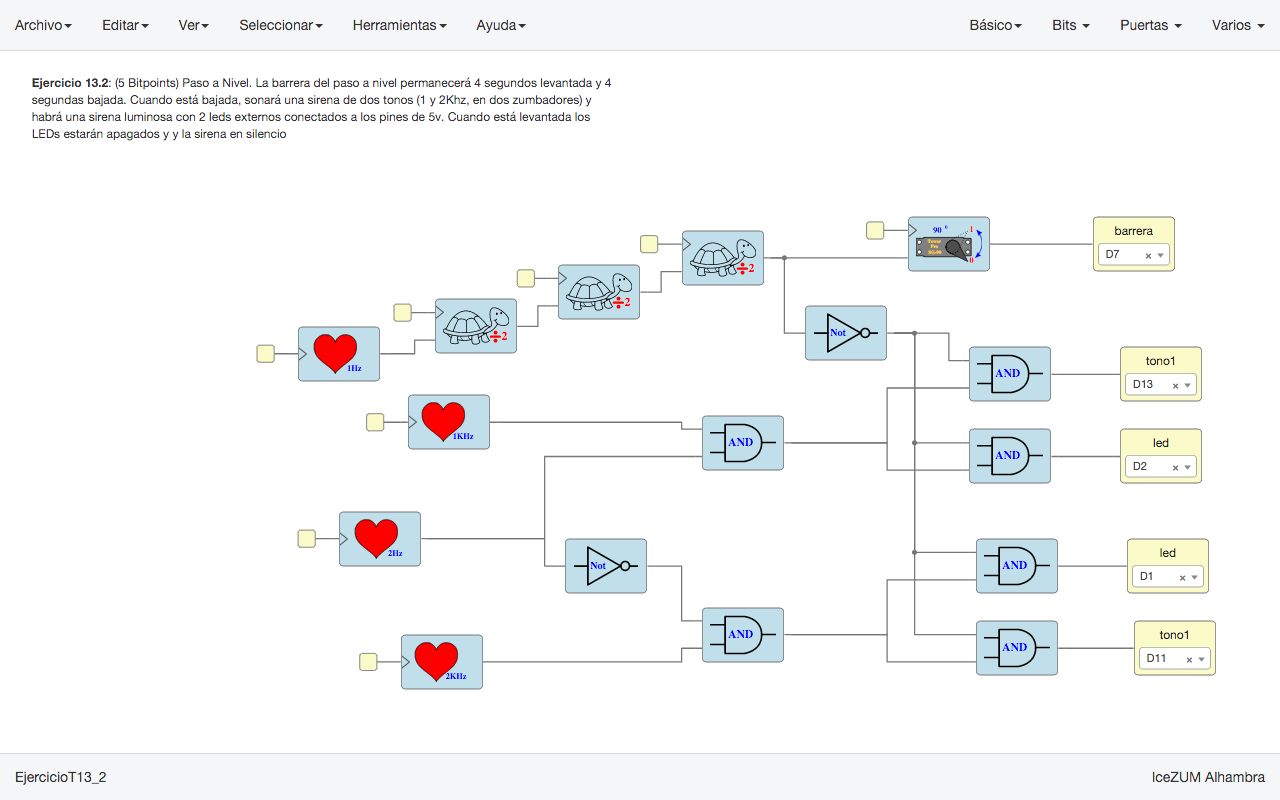 Archivo Editar Ver Seleccionar Herramientas Ayuda Básico Bits Puertas Varios
Ejercicio 13.2: (5 Bitpoints) Paso a Nivel. La barrera del paso a nivel permanecerá 4 segundos levantada y 4
segundas bajada. Cuando está bajada, sonará una sirena de dos tonos (1 y 2Khz, en dos zumbadores) y
habrá una sirena luminosa con 2 leds externos conectados a los pines de 5v. Cuando está levantada los
LEDs estarán apagados y y la sirena en silencio
90 º 1
0
barrera
D7
÷2
÷2
÷2
1Hz
Not
AND
tono1
D13
1KHz
AND
AND
led
D2
2Hz
Not
AND
led
D1
2KHz
AND
AND
tono1
D11
EjercicioT13_2 IceZUM Alhambra